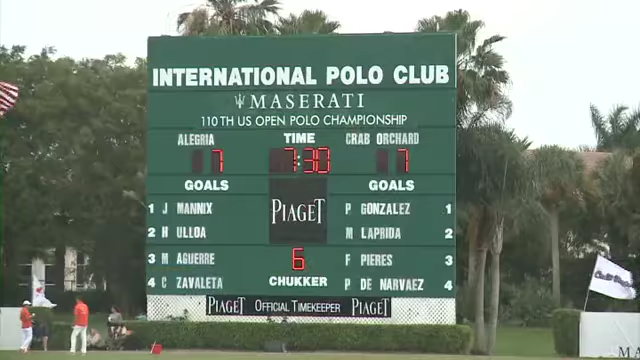 INTERNATIONAL POLO CLUB
MASERATI
110TH US OPEN POLO CHAMPIONSHIP
ALEGRIA TIME CRAB ORCHARD
7 7:30 7
GOALS GOALS
PIAGET
1 J MANNIX P GONZALEZ 1
2 H ULLOA M LAPRIDA 2
3 M AGUERRE 6 F PIERES 3
4 C ZAVALETA CHUKKER P DE NARVAEZ 4
PIAGET OFFICIAL TIMEKEEPER PIAGET